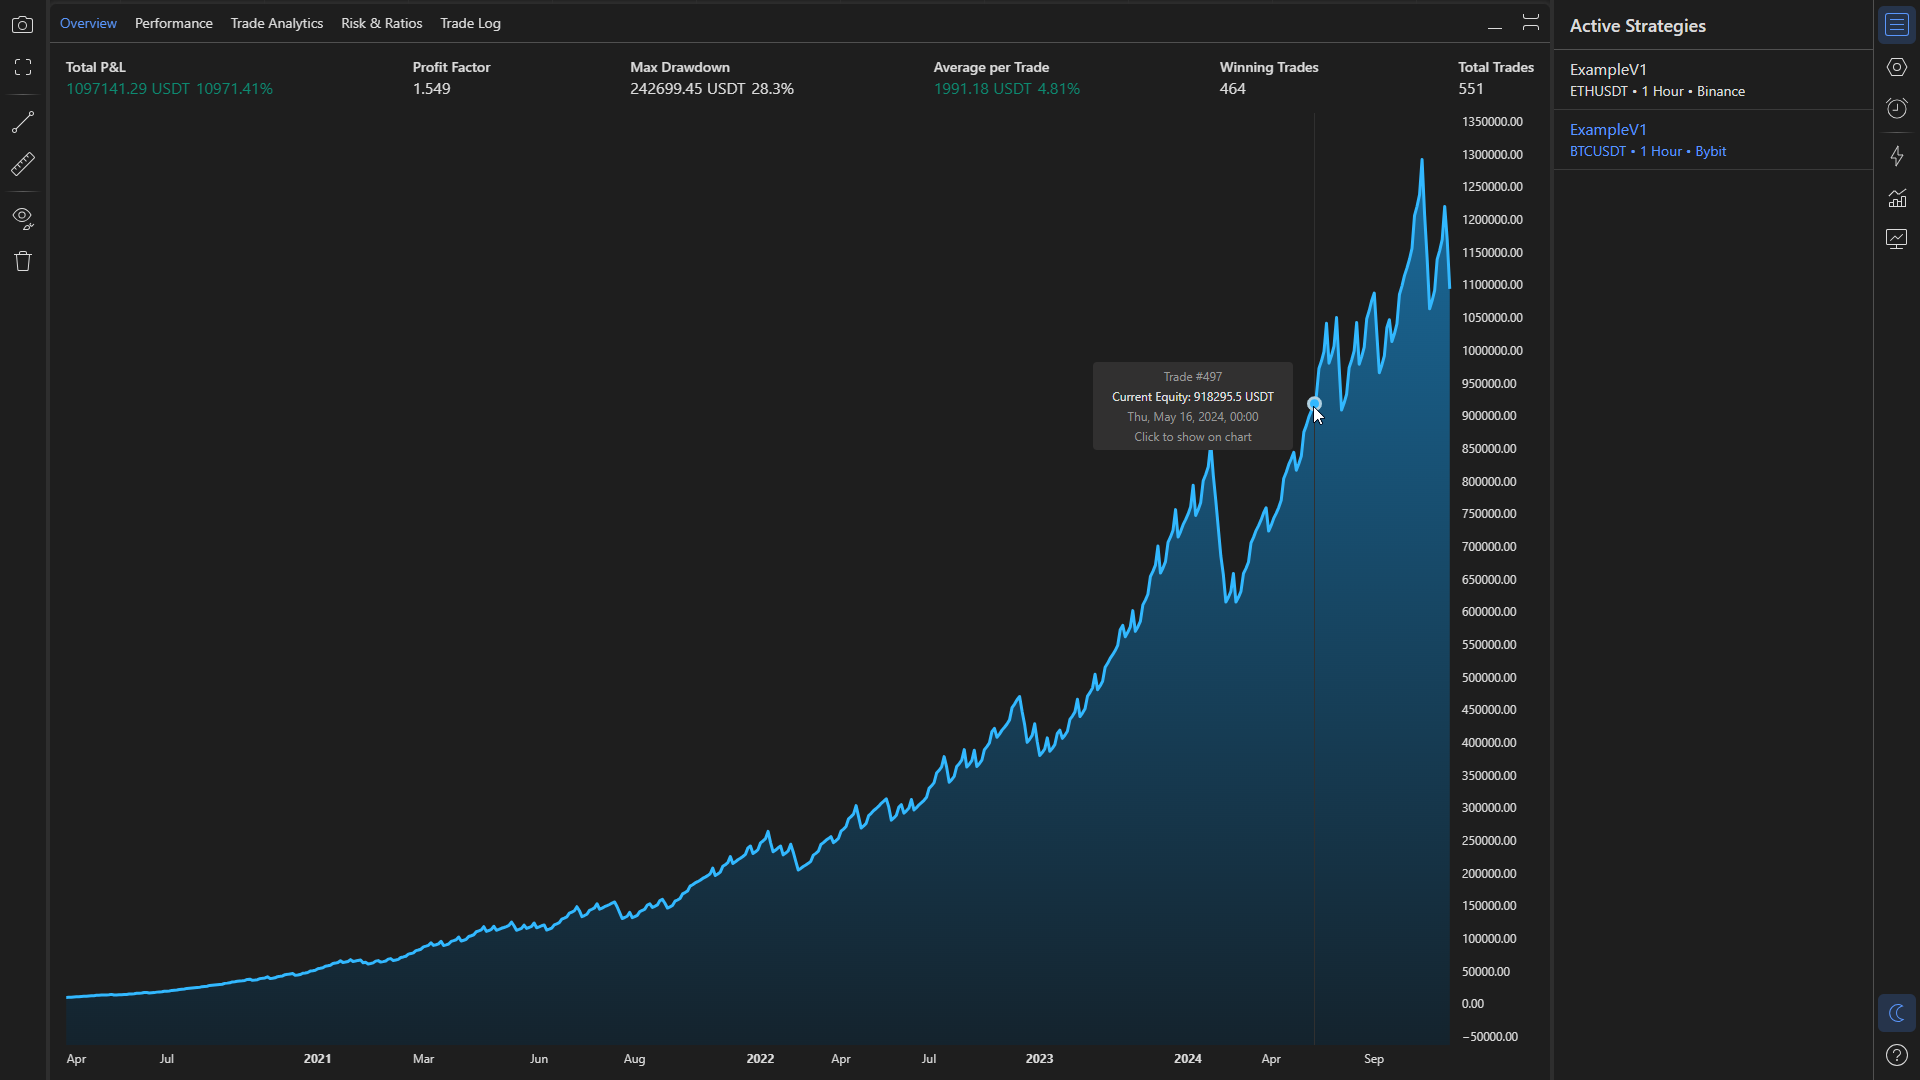 Overview Performance Trade Analytics Risk & Ratios Trade Log
Total P&L
1097141.29 USDT 10971.41%
Profit Factor
1.549
Max Drawdown
242699.45 USDT 28.3%
Average per Trade
1991.18 USDT 4.81%
Winning Trades
464
Total Trades
551
1350000.00
1300000.00
1250000.00
1200000.00
1150000.00
1100000.00
1050000.00
1000000.00
950000.00
900000.00
850000.00
800000.00
750000.00
700000.00
650000.00
600000.00
550000.00
500000.00
450000.00
400000.00
350000.00
300000.00
250000.00
200000.00
150000.00
100000.00
50000.00
0.00
−50000.00
Trade #497
Current Equity: 918295.5 USDT
Thu, May 16, 2024, 00:00
Click to show on chart
Apr Jul 2021 Mar Jun Aug 2022 Apr Jul 2023 2024 Apr Sep
Active Strategies
ExampleV1
ETHUSDT • 1 Hour • Binance
ExampleV1
BTCUSDT • 1 Hour • Bybit